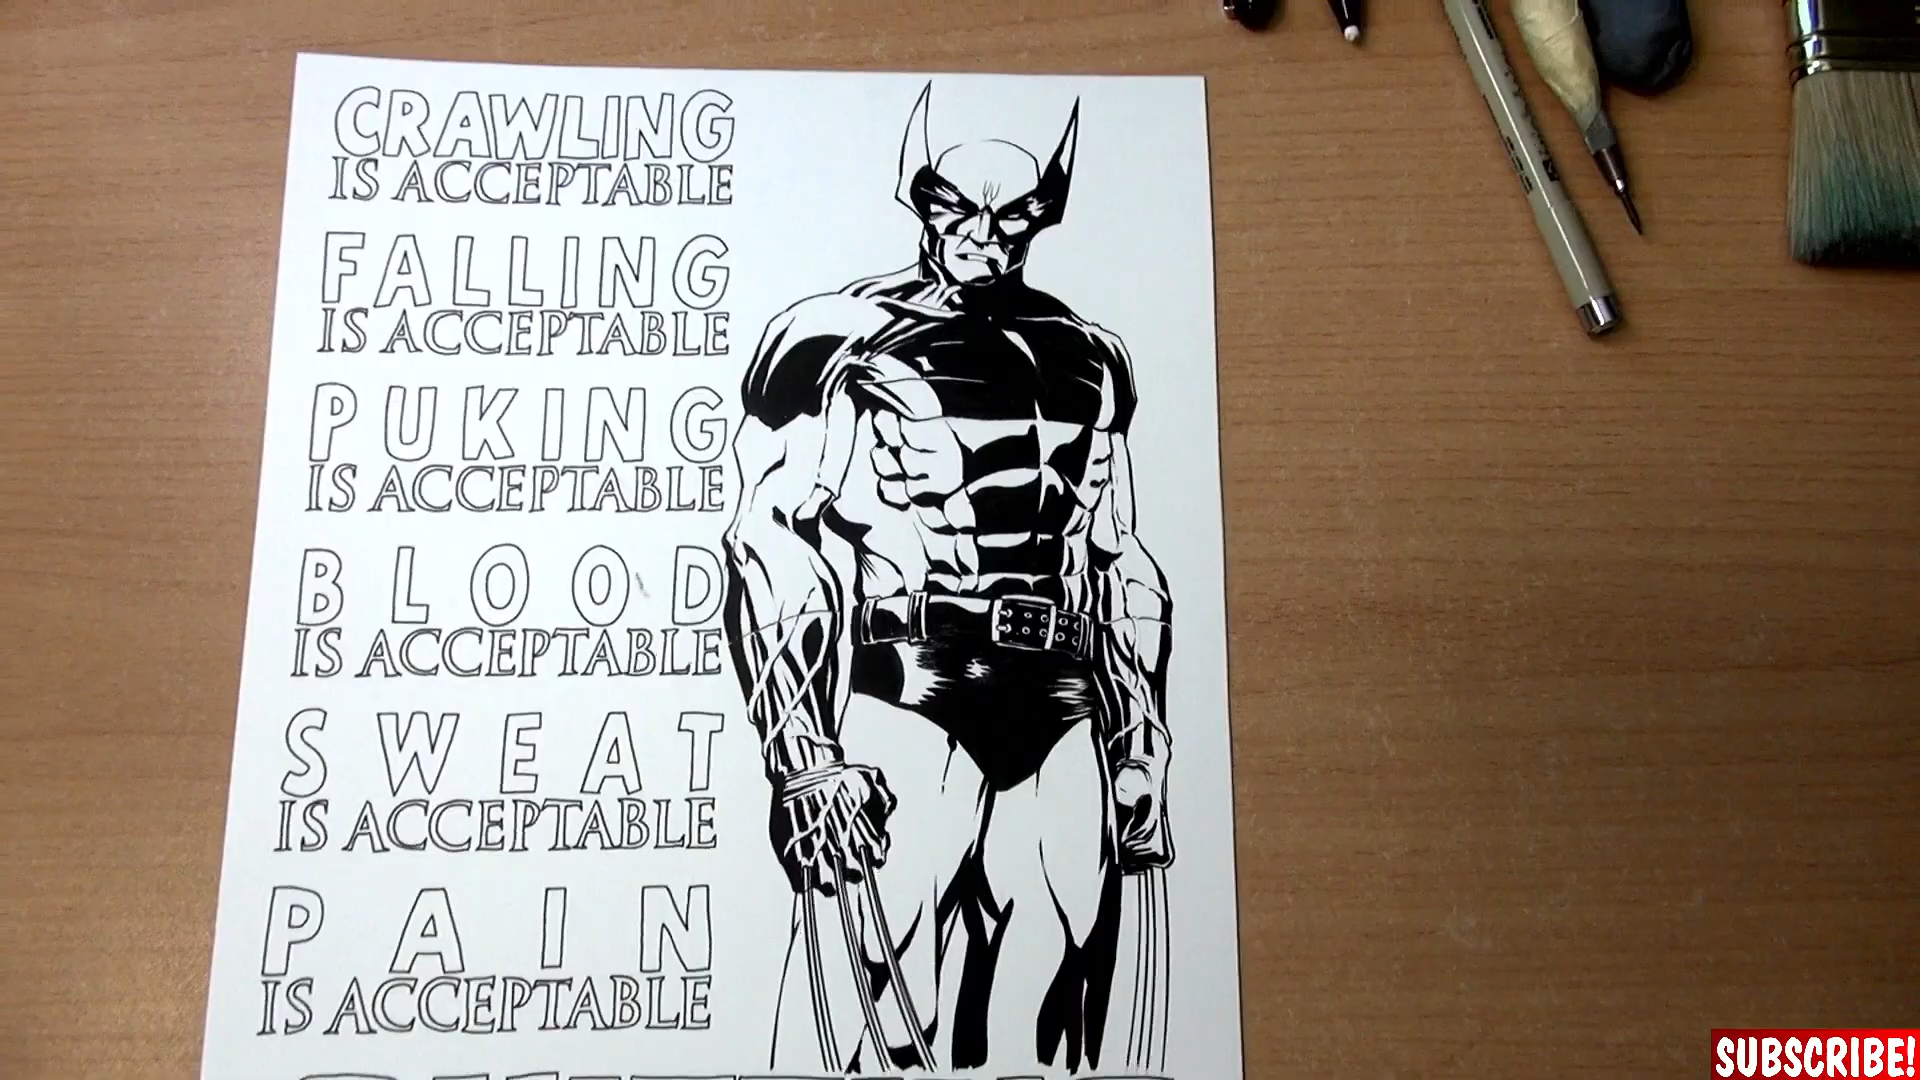 CRAWLING
IS ACCEPTABLE
FALLING
IS ACCEPTABLE
PUKING
IS ACCEPTABLE
BLOOD
IS ACCEPTABLE
SWEAT
IS ACCEPTABLE
PAIN
IS ACCEPTABLE
SUBSCRIBE!